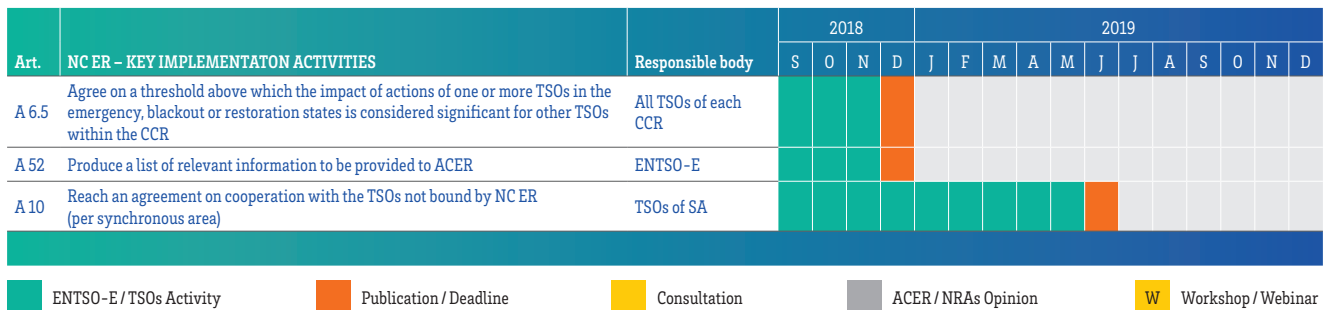 2018 2019
Art. NC ER – KEY IMPLEMENTATON ACTIVITIES Responsible body S O N D J F M A M J J A S O N D
A 6.5 Agree on a threshold above which the impact of actions of one or more TSOs in the
emergency, blackout or restoration states is considered significant for other TSOs
within the CCR
All TSOs of each
CCR
A 52 Produce a list of relevant information to be provided to ACER ENTSO-E
A 10 Reach an agreement on cooperation with the TSOs not bound by NC ER
(per synchronous area)
TSOs of SA
ENTSO-E / TSOs Activity Publication / Deadline Consultation ACER / NRAs Opinion W Workshop / Webinar